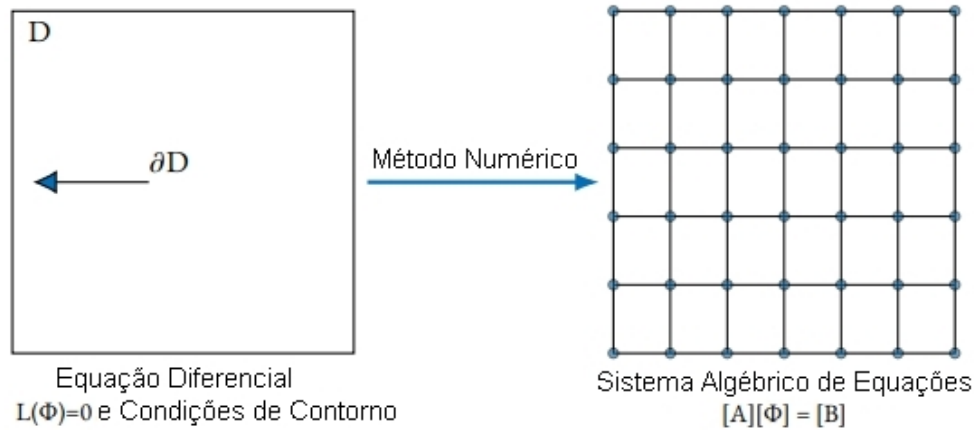 D
∂D
Método Numérico
Equação Diferencial
L(Φ)=0 e Condições de Contorno
Sistema Algébrico de Equações
[A][Φ] = [B]